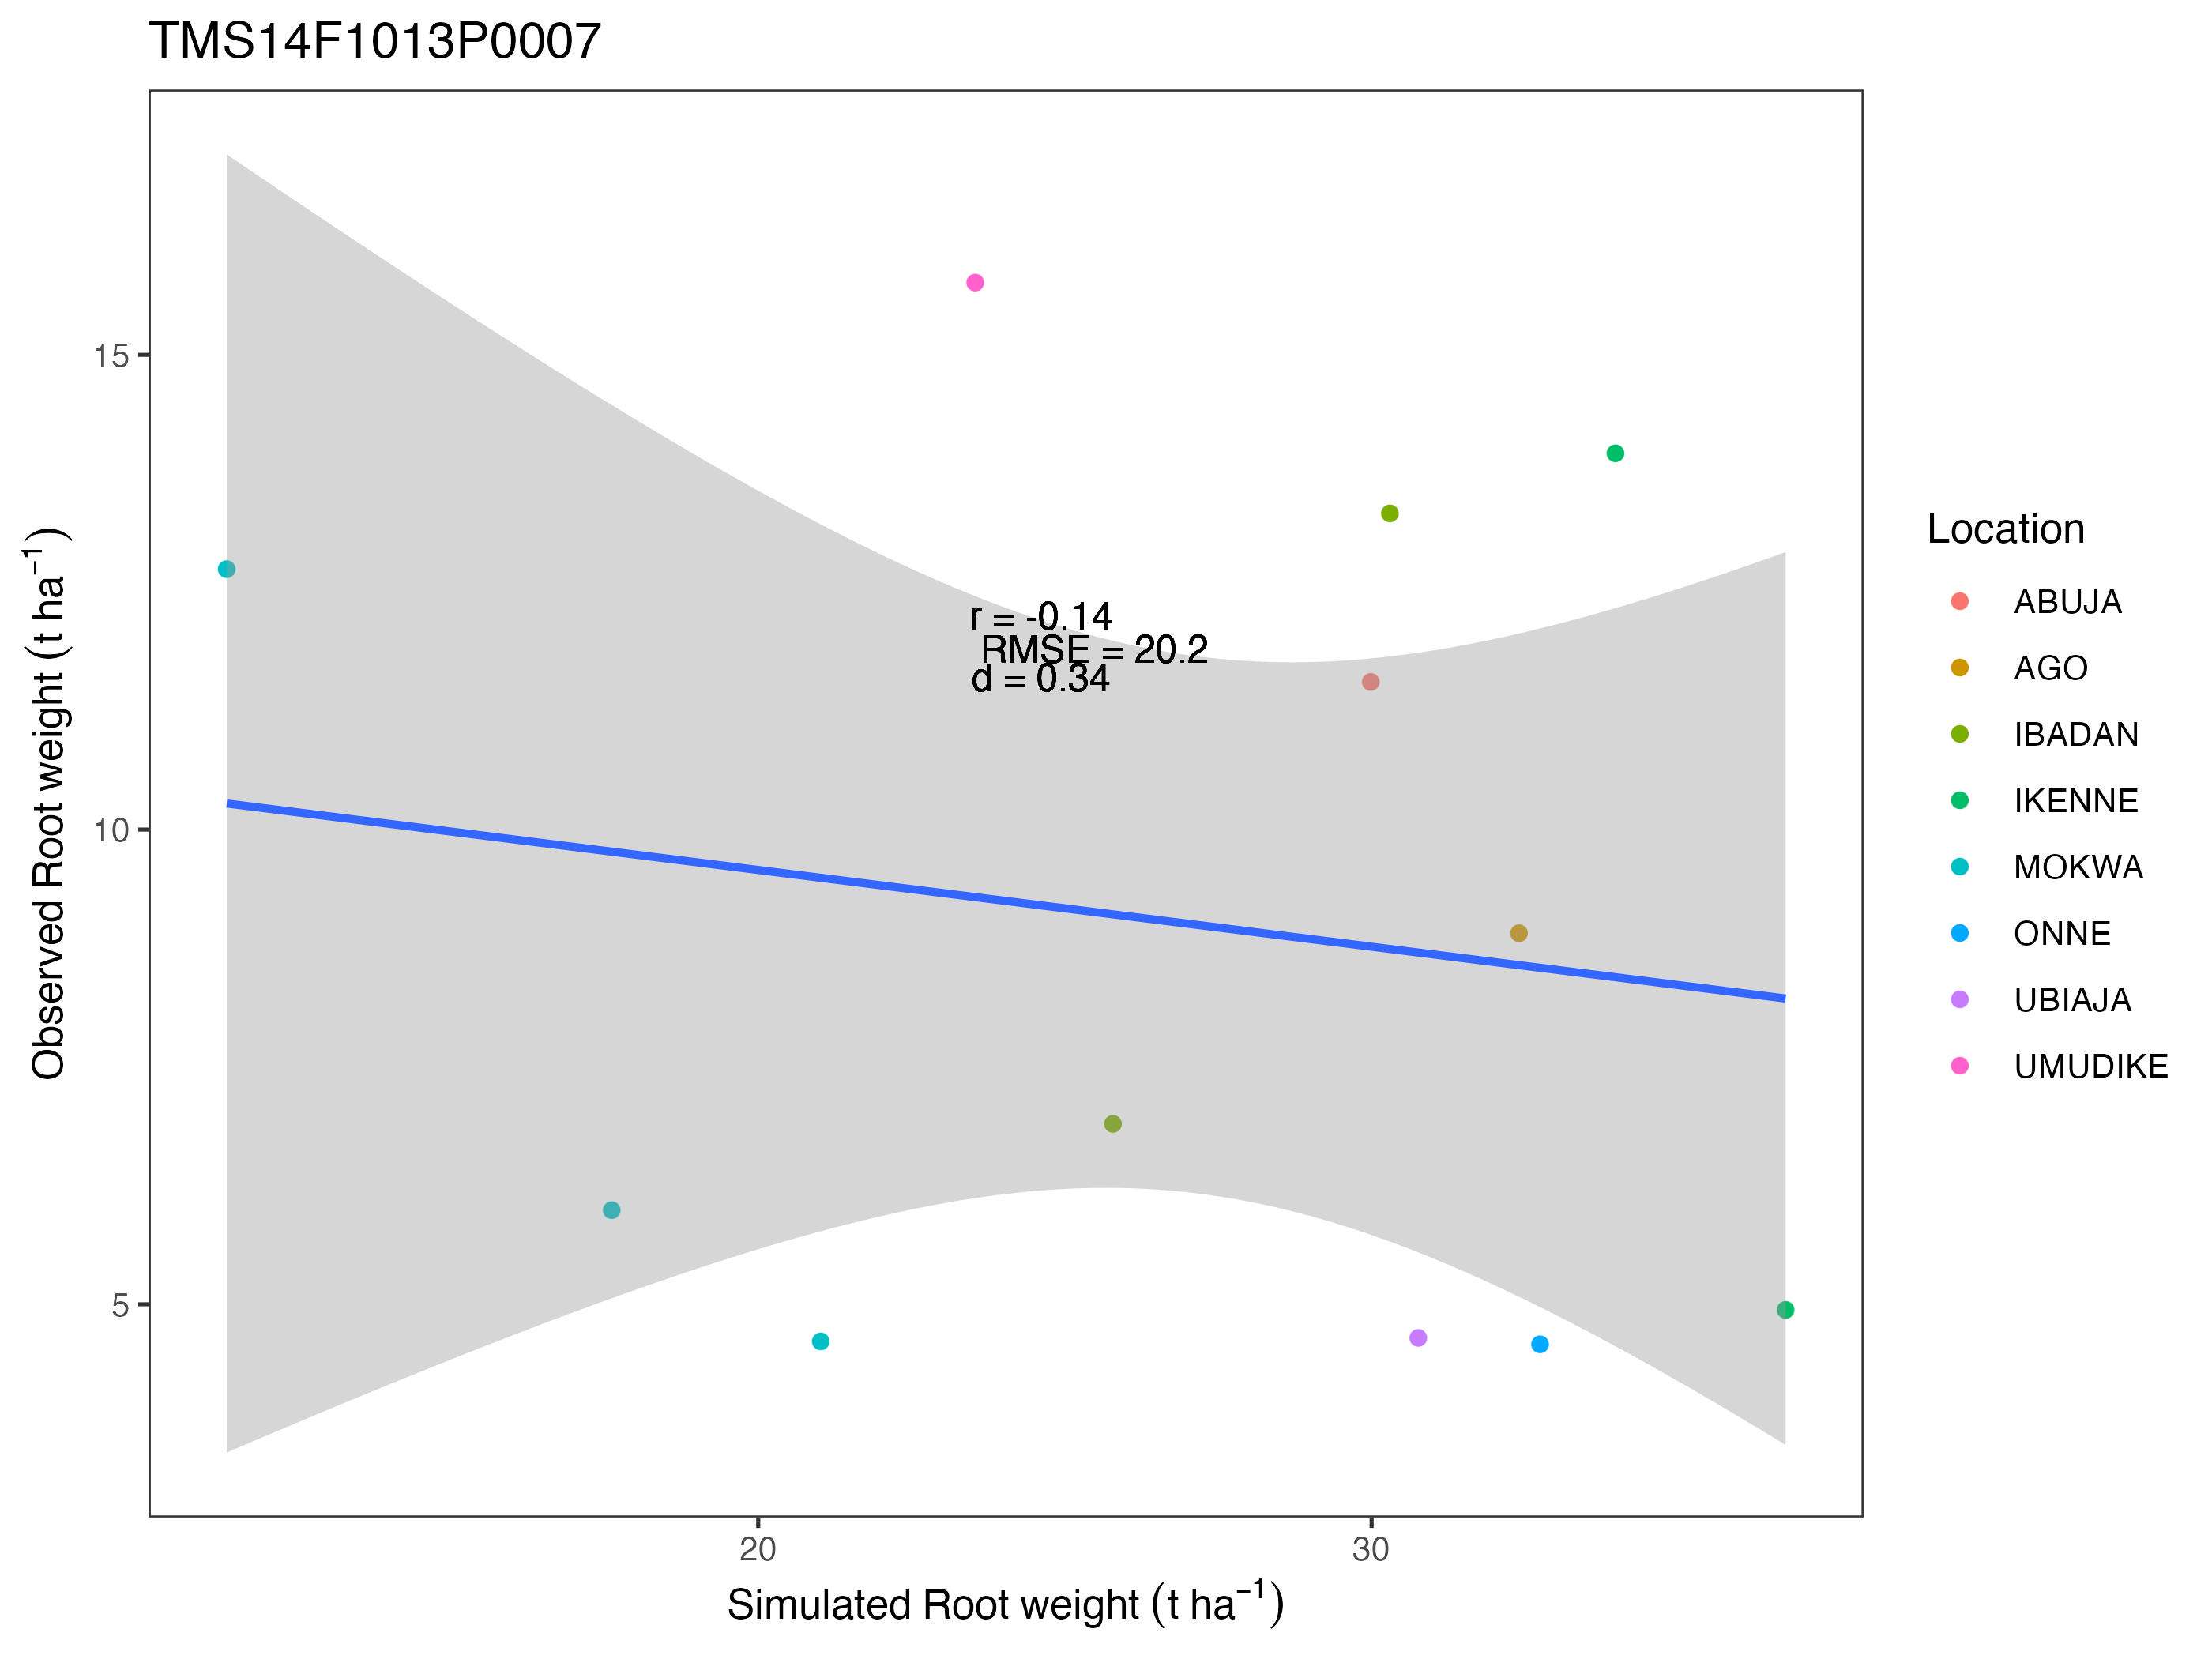 TMS14F1013P0007
Observed Root weight (t ha⁻¹)
15
10
5
r = -0.14
RMSE = 20.2
d = 0.34
20
30
Simulated Root weight (t ha⁻¹)
Location
ABUJA
AGO
IBADAN
IKENNE
MOKWA
ONNE
UBIAJA
UMUDIKE